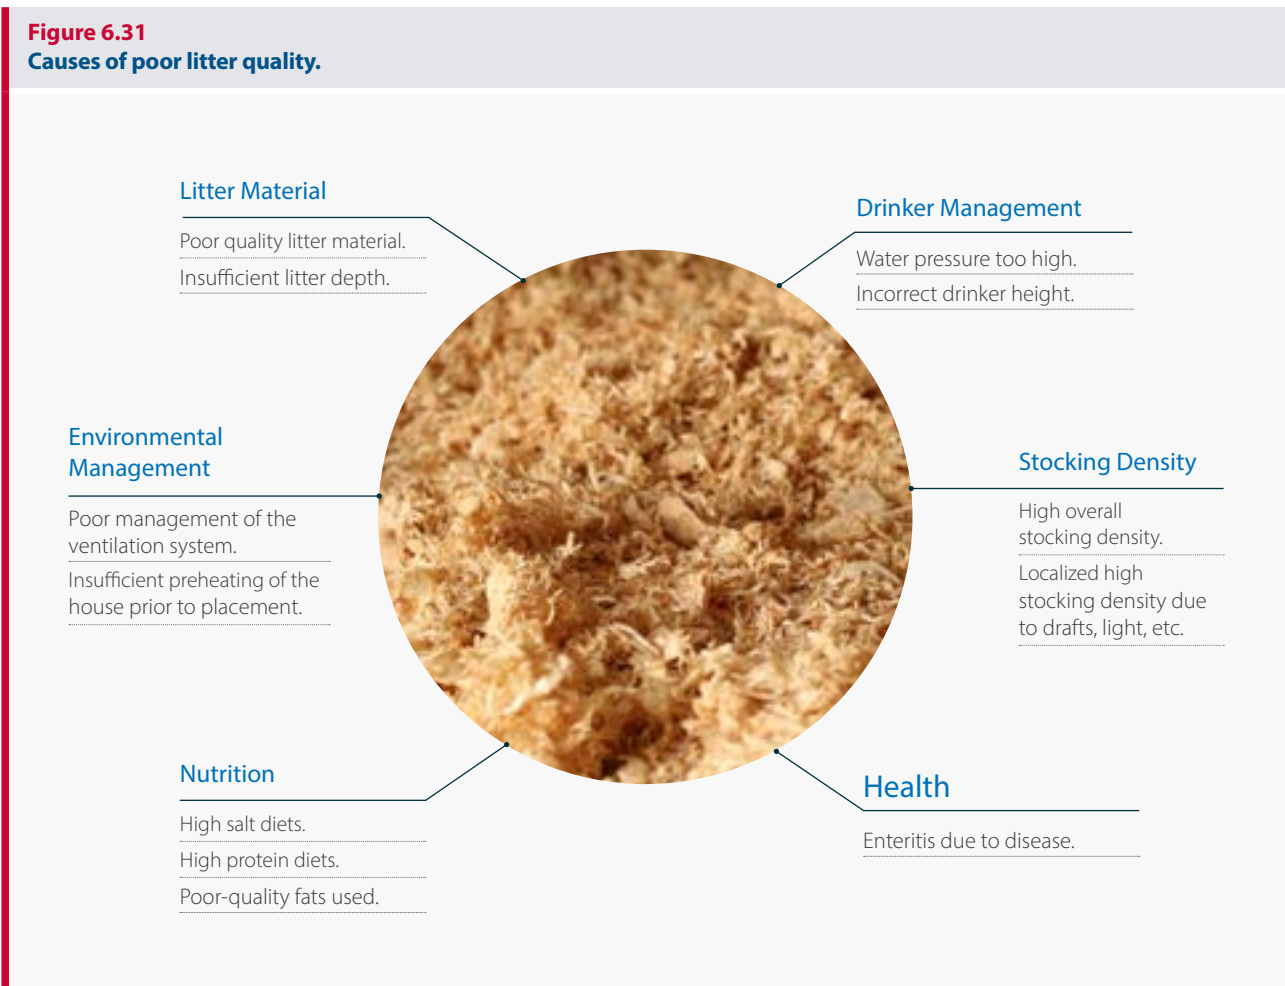 Figure 6.31
Causes of poor litter quality.
Litter Material
Poor quality litter material.
Insufficient litter depth.
Drinker Management
Water pressure too high.
Incorrect drinker height.
Environmental
Management
Poor management of the
ventilation system.
Insufficient preheating of the
house prior to placement.
Stocking Density
High overall
stocking density.
Localized high
stocking density due
to drafts, light, etc.
Nutrition
High salt diets.
High protein diets.
Poor-quality fats used.
Health
Enteritis due to disease.